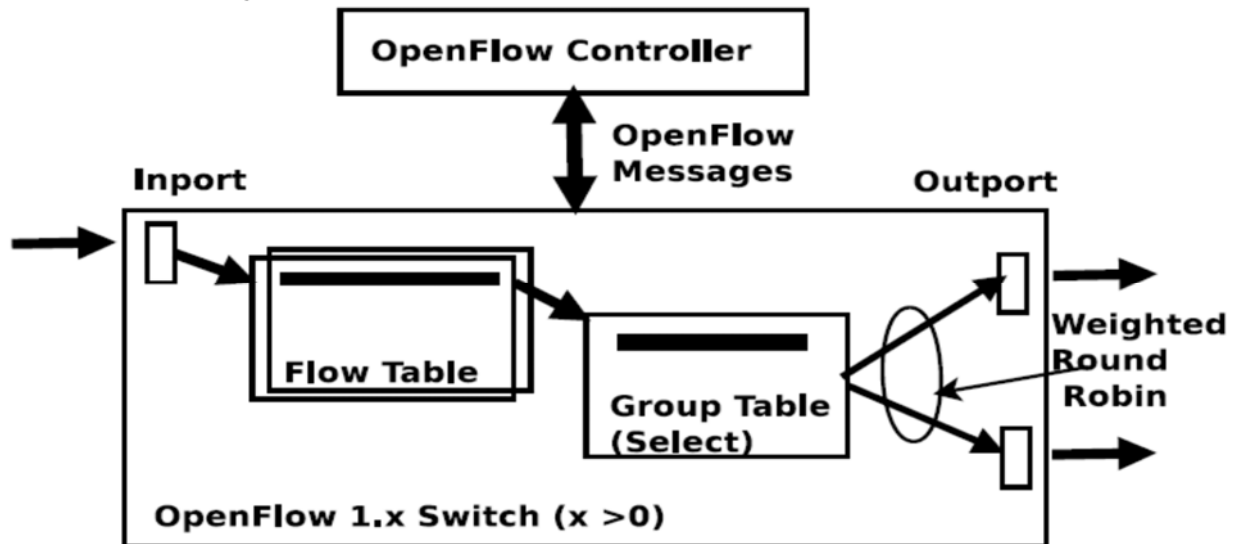 OpenFlow Controller
OpenFlow
Messages
Inport
Outport
Flow Table
Group Table
(Select)
Weighted
Round
Robin
OpenFlow 1.x Switch (x >0)